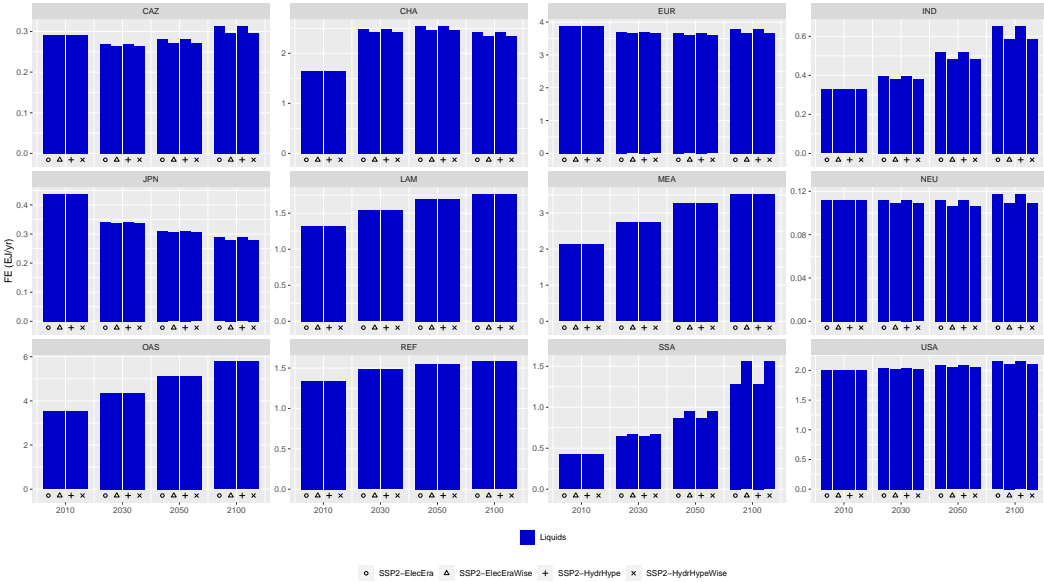 CAZ
CHA
EUR
IND
0.3
0.2
0.1
0.0
2
1
0
4
3
2
1
0
0.6
0.4
0.2
0.0
JPN
LAM
MEA
NEU
FE (EJ/yr)
0.4
0.3
0.2
0.1
0.0
1.5
1.0
0.5
0.0
3
2
1
0
0.12
0.08
0.04
0.00
OAS
REF
SSA
USA
6
4
2
0
1.5
1.0
0.5
0.0
1.5
1.0
0.5
0.0
2.0
1.5
1.0
0.5
0.0
2010 2030 2050 2100
2010 2030 2050 2100
2010 2030 2050 2100
2010 2030 2050 2100
Liquids
SSP2-ElecEra SSP2-ElecEraWise SSP2-HydrHype SSP2-HydrHypeWise